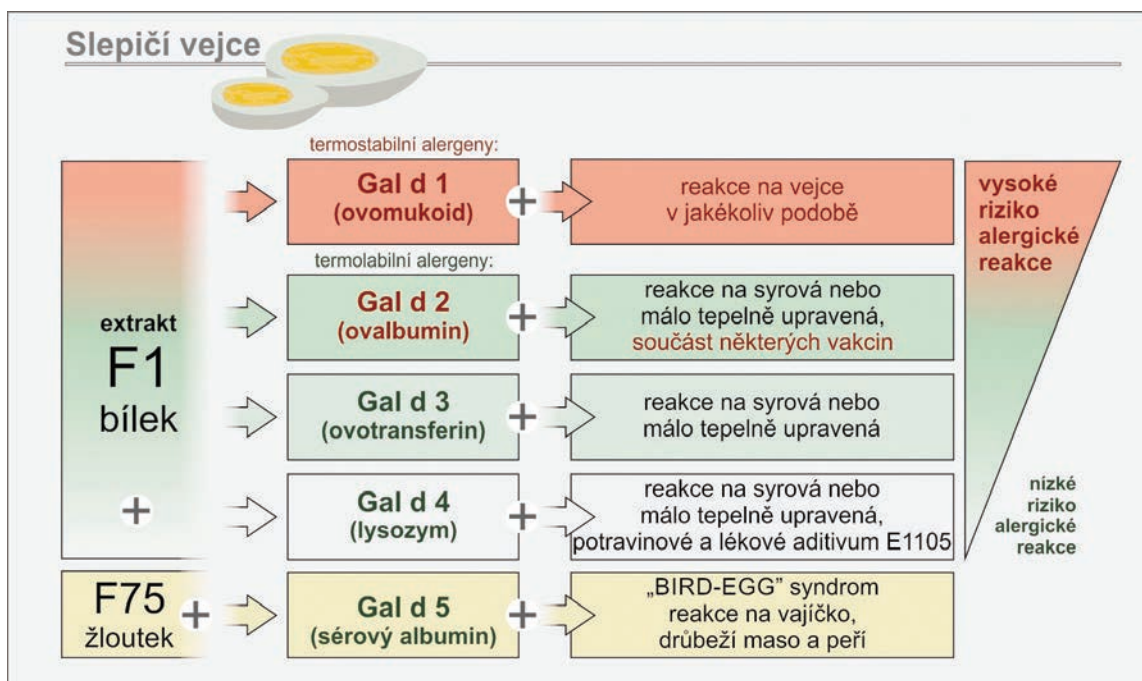 Slepičí vejce
termostabilní alergeny:
extrakt
F1
bílek
+
Gal d 1
(ovomukoid)
+
reakce na vejce
v jakékoliv podobě
termolabilní alergeny:
Gal d 2
(ovalbumin)
+
reakce na syrová nebo
málo tepelně upravená,
součást některých vakcin
Gal d 3
(ovotransferin)
+
reakce na syrová nebo
málo tepelně upravená
Gal d 4
(lysozym)
+
reakce na syrová nebo
málo tepelně upravená,
potravinové a lékové aditivum E1105
vysoké
riziko
alergické
reakce
nízké
riziko
alergické
reakce
F75
žloutek
+
Gal d 5
(sérový albumin)
+
„BIRD-EGG” syndrom
reakce na vajíčko,
drůbeží maso a peří